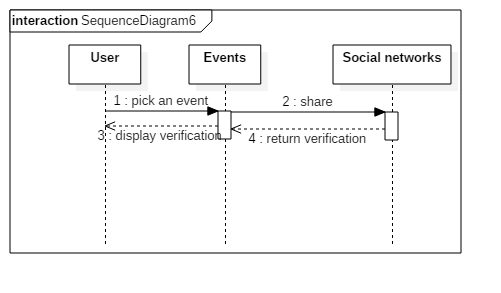 interaction SequenceDiagram6
User
Events
Social networks
1 : pick an event
2 : share
3 : display verification
4 : return verification